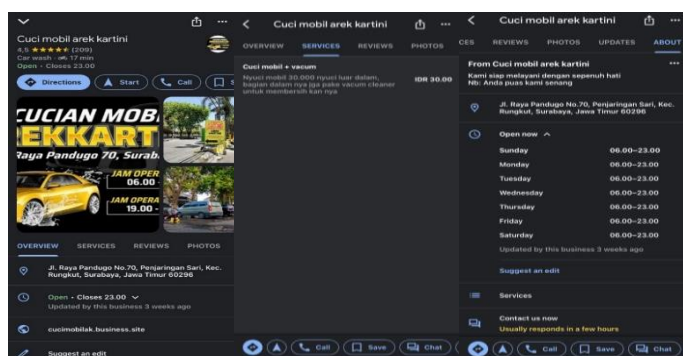 Cuci mobil arek kartini
4,5 ★★★★★ (209)
Car wash · 17 min
Open · Closes 23.00
Directions
Start
Call
CUCIAN MOBI
EKKART
Raya Pandugo 70, Surab
JAM OPER
06.00
JAM OPERA
19.00 -
OVERVIEW SERVICES REVIEWS PHOTOS
Jl. Raya Pandugo No.70, Penjaringan Sari, Kec.
Rungkut, Surabaya, Jawa Timur 60296
Open · Closes 23.00
Updated by this business 3 weeks ago
cucimobilak.business.site
Suggest an edit
Cuci mobil arek kartini
OVERVIEW SERVICES REVIEWS PHOTOS
Cuci mobil + vacum
Nyuci mobil 30.000 nyuci luar dalam, IDR 30.00
bagian dalam nya jga pake vacum cleaner
untuk membersih kan nya
Call Save Chat
Cuci mobil arek kartini
CES REVIEWS PHOTOS UPDATES ABOUT
From Cuci mobil arek kartini
Kami siap melayani dengan sepenuh hati
Nb: Anda puas kami senang
Jl. Raya Pandugo No.70, Penjaringan Sari, Kec.
Rungkut, Surabaya, Jawa Timur 60296
Open now
Sunday 06.00–23.00
Monday 06.00–23.00
Tuesday 06.00–23.00
Wednesday 06.00–23.00
Thursday 06.00–23.00
Friday 06.00–23.00
Saturday 06.00–23.00
Updated by this business 3 weeks ago
Suggest an edit
Services
Contact us now
Usually responds in a few hours
Call Save Chat